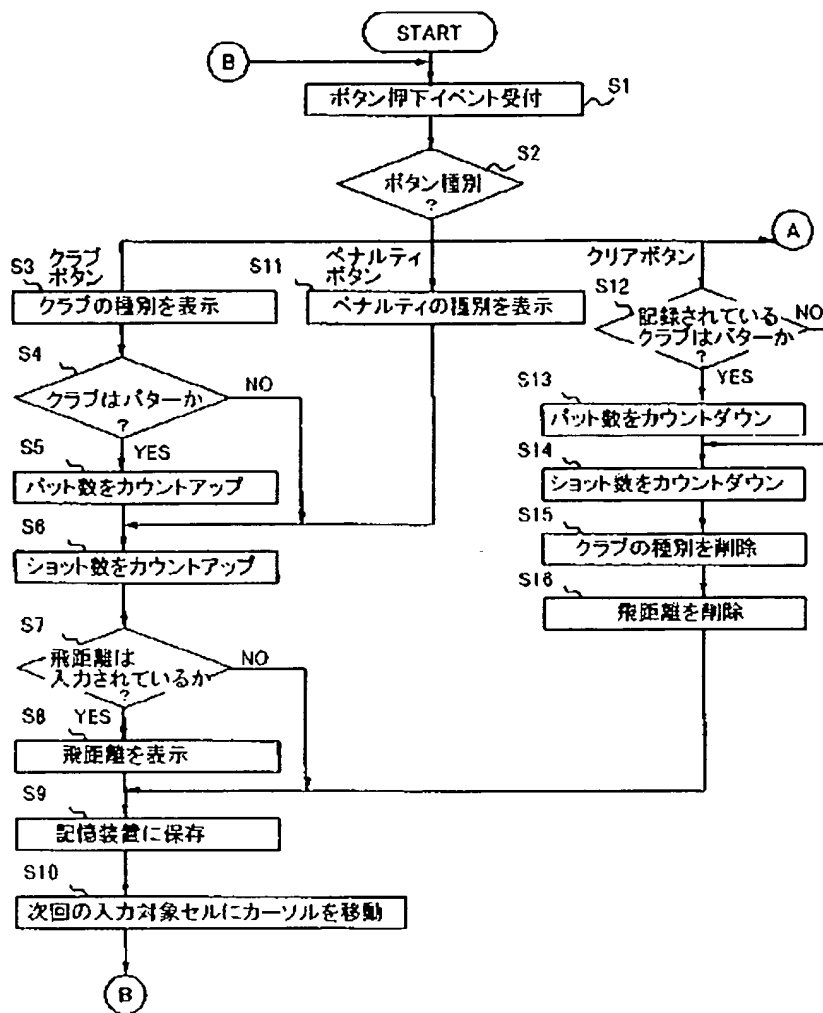 START
B
ボタン押下イベント受付
S1
S2
ボタン種別
?
A
S3
クラブ
ボタン
クラブの種別を表示
S11
ペナルティ
ボタン
ペナルティの種別を表示
クリアボタン
S12
記録されている
クラブはパターか
?
NO
YES
S4
クラブはパターか
?
NO
YES
S5
パット数をカウントアップ
S13
パット数をカウントダウン
S14
ショット数をカウントダウン
S6
ショット数をカウントアップ
S15
クラブの種別を削除
S16
飛距離を削除
S7
飛距離は
入力されているか
?
NO
S8
YES
飛距離を表示
S9
記憶装置に保存
S10
次回の入力対象セルにカーソルを移動
B